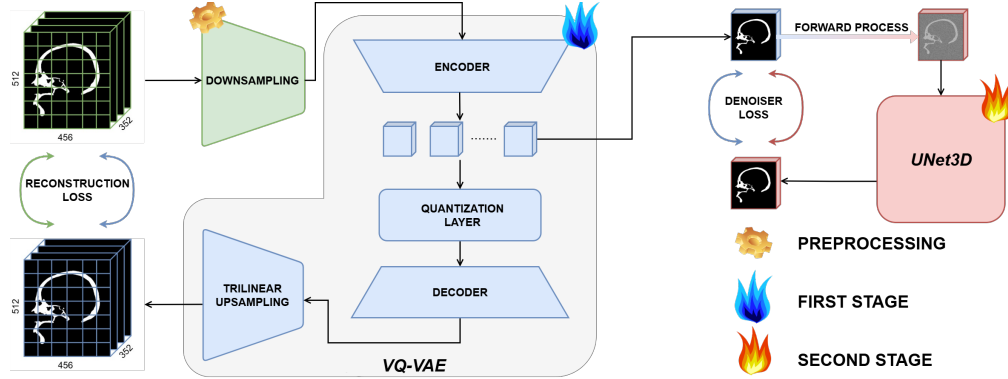 512
456
352
DOWNSAMPLING
ENCODER
QUANTIZATION
LAYER
DECODER
TRILINEAR
UPSAMPLING
VQ-VAE
RECONSTRUCTION
LOSS
512
456
352
FORWARD PROCESS
DENOISER
LOSS
UNet3D
PREPROCESSING
FIRST STAGE
SECOND STAGE